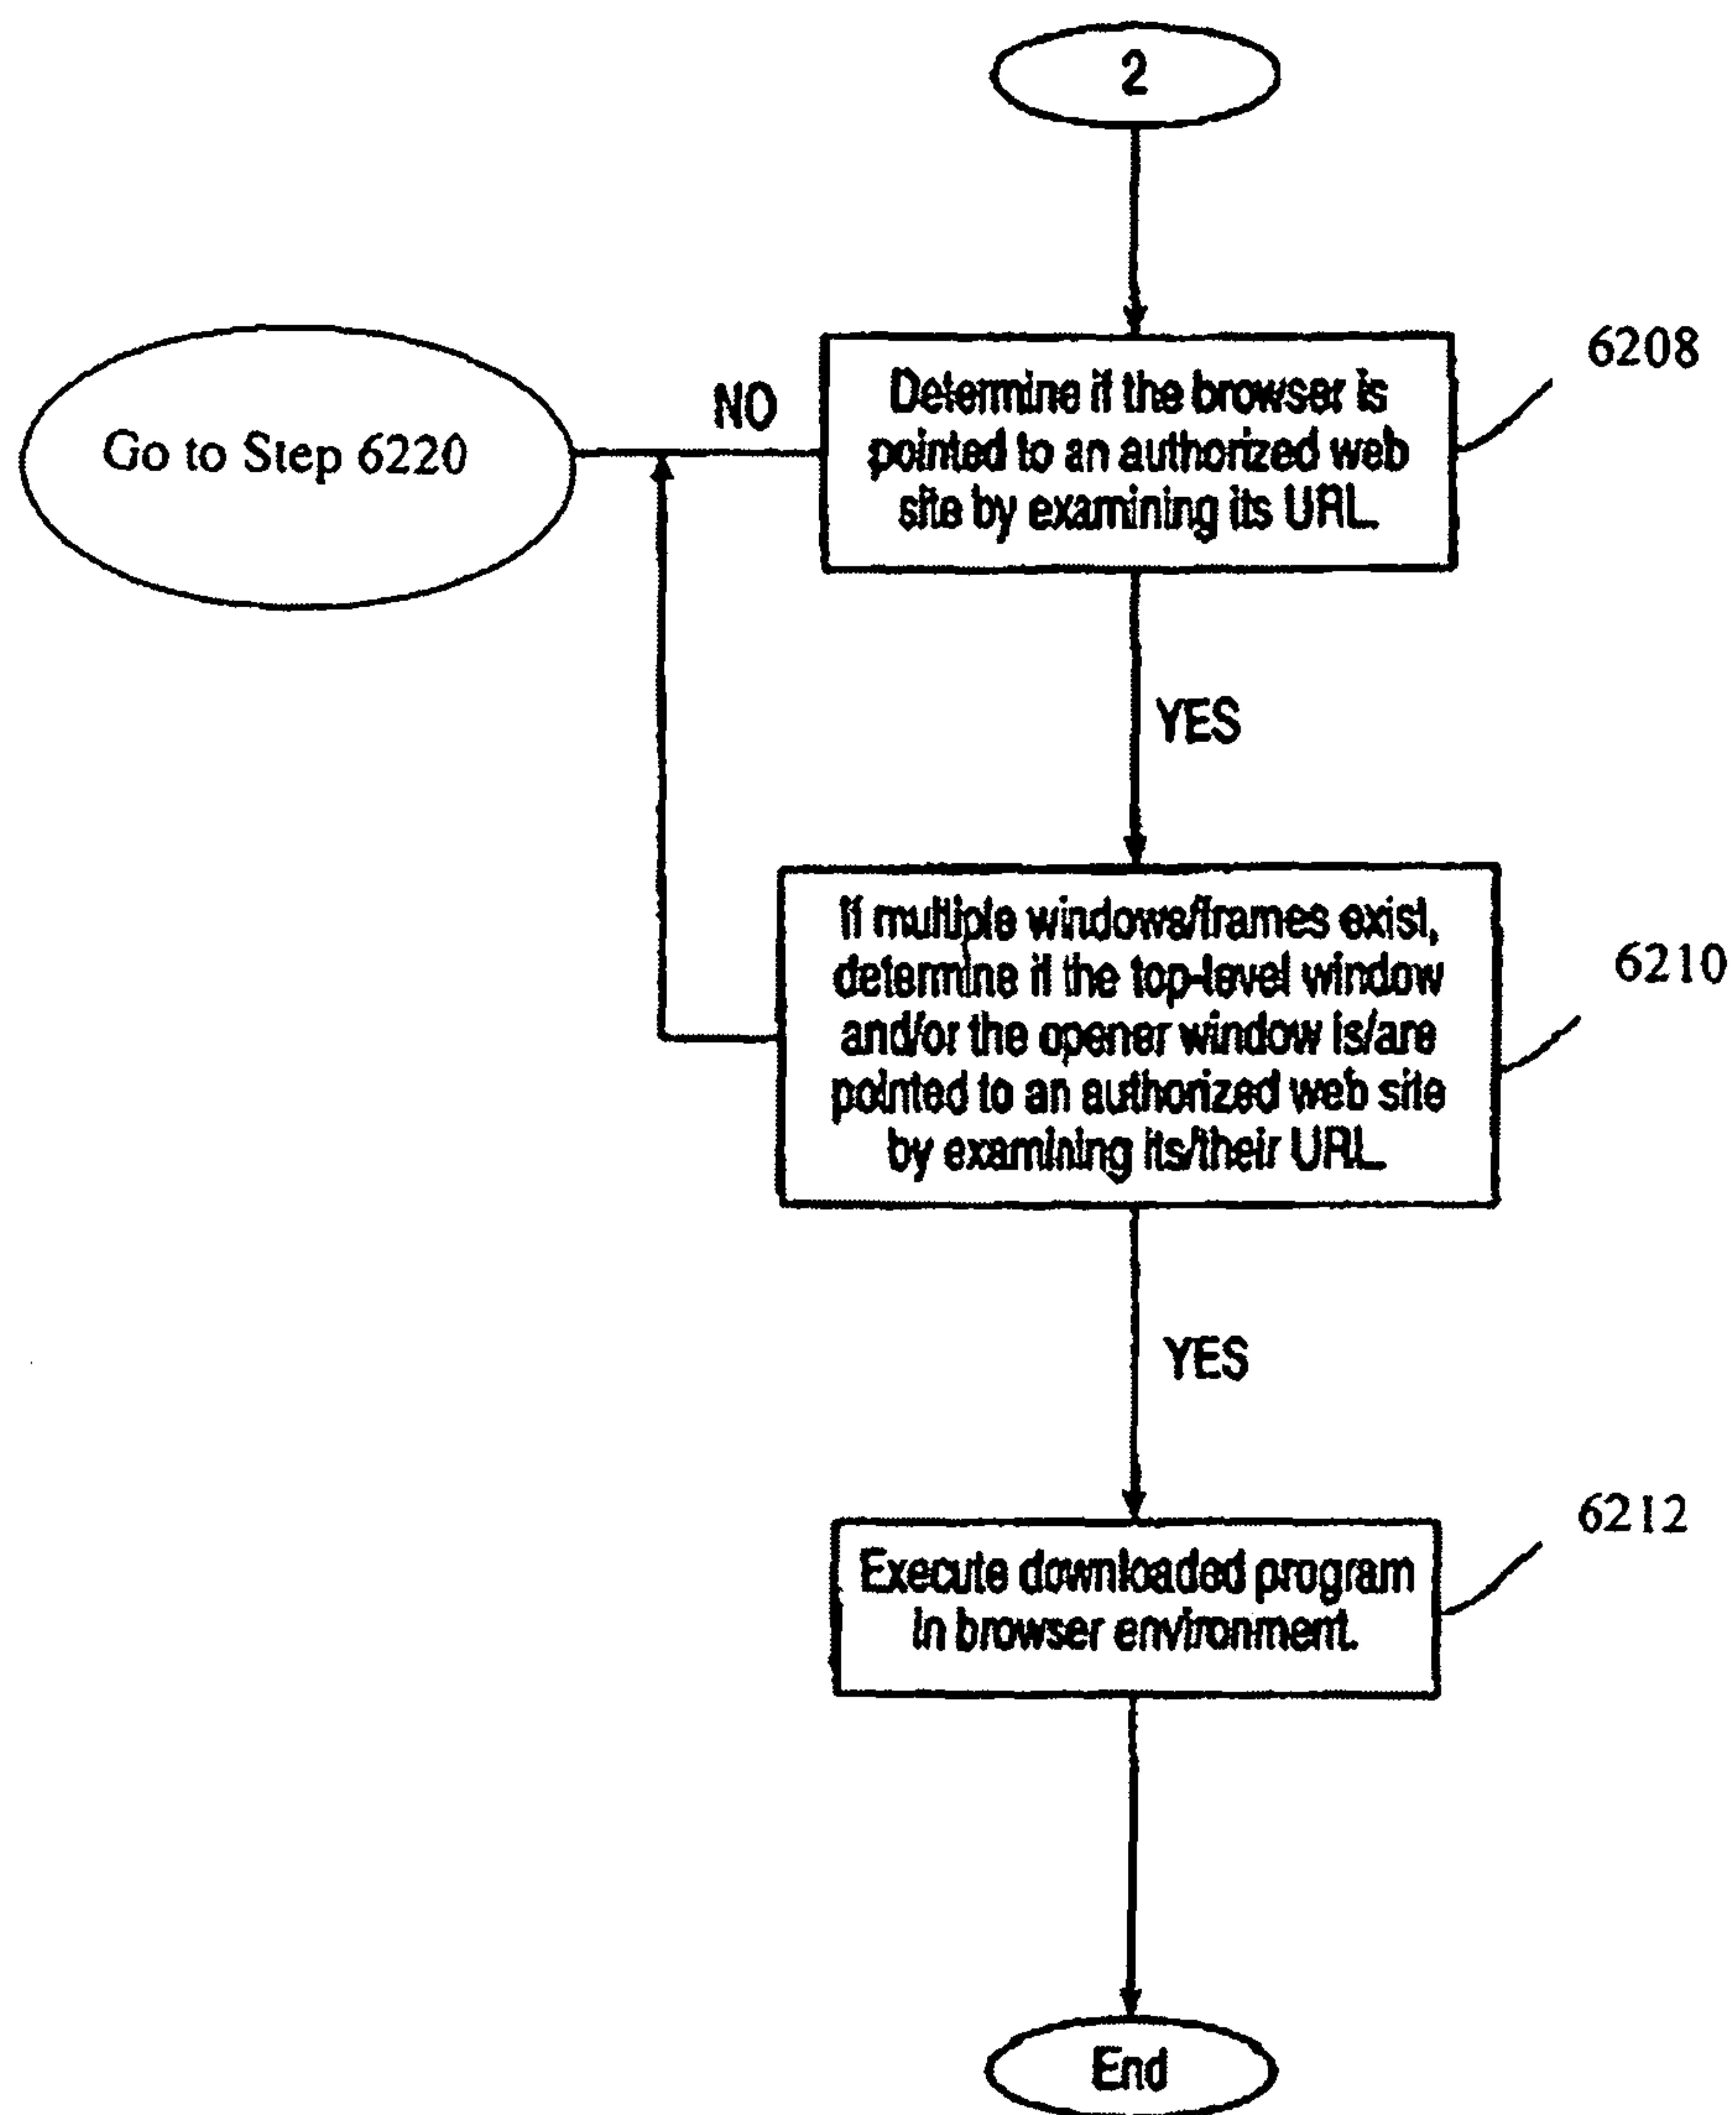 2
6208
NO
Determine if the browser is
pointed to an authorized web
site by examining its URL.
Go to Step 6220
YES
If multiple windows/frames exist,
determine if the top-level window
and/or the opener window is/are
pointed to an authorized web site
by examining its/their URL.
6210
YES
6212
Execute downloaded program
in browser environment.
End